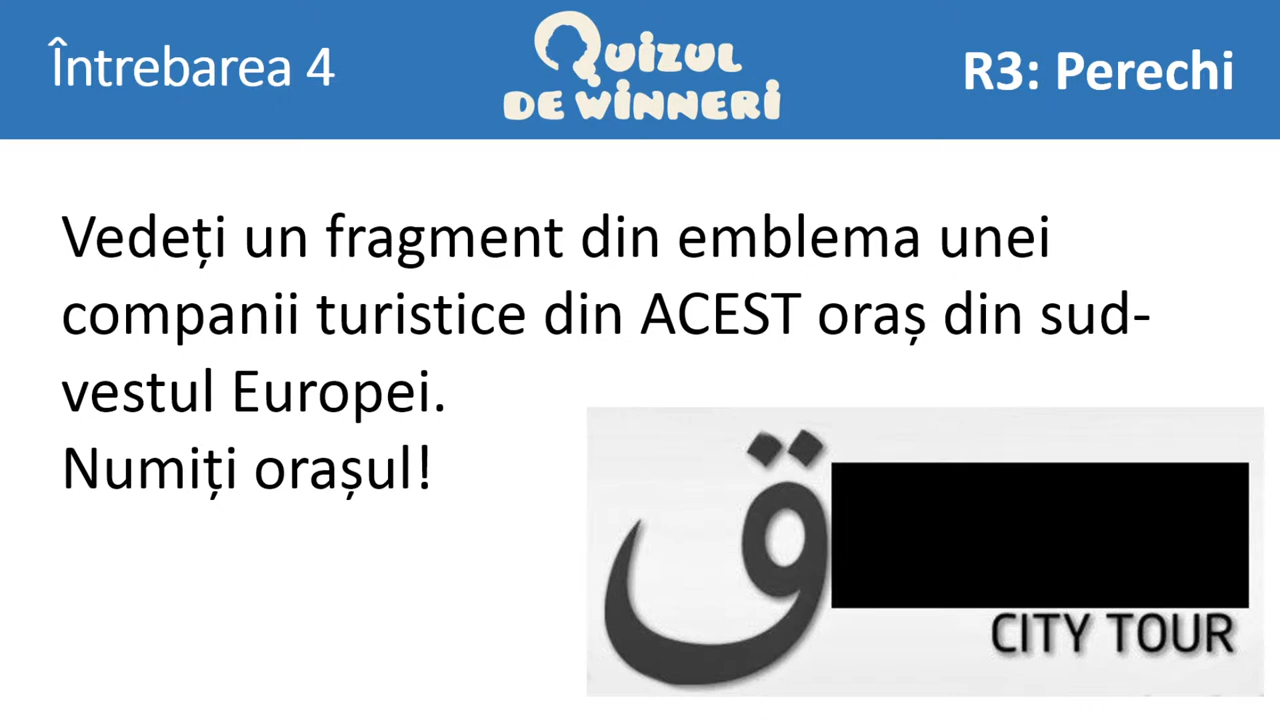 Întrebarea 4
QUIZUL
DE WINNERI
R3: Perechi
Vedeți un fragment din emblema unei
companii turistice din ACEST oraș din sud-
vestul Europei.
Numiți orașul!
ق
CITY TOUR